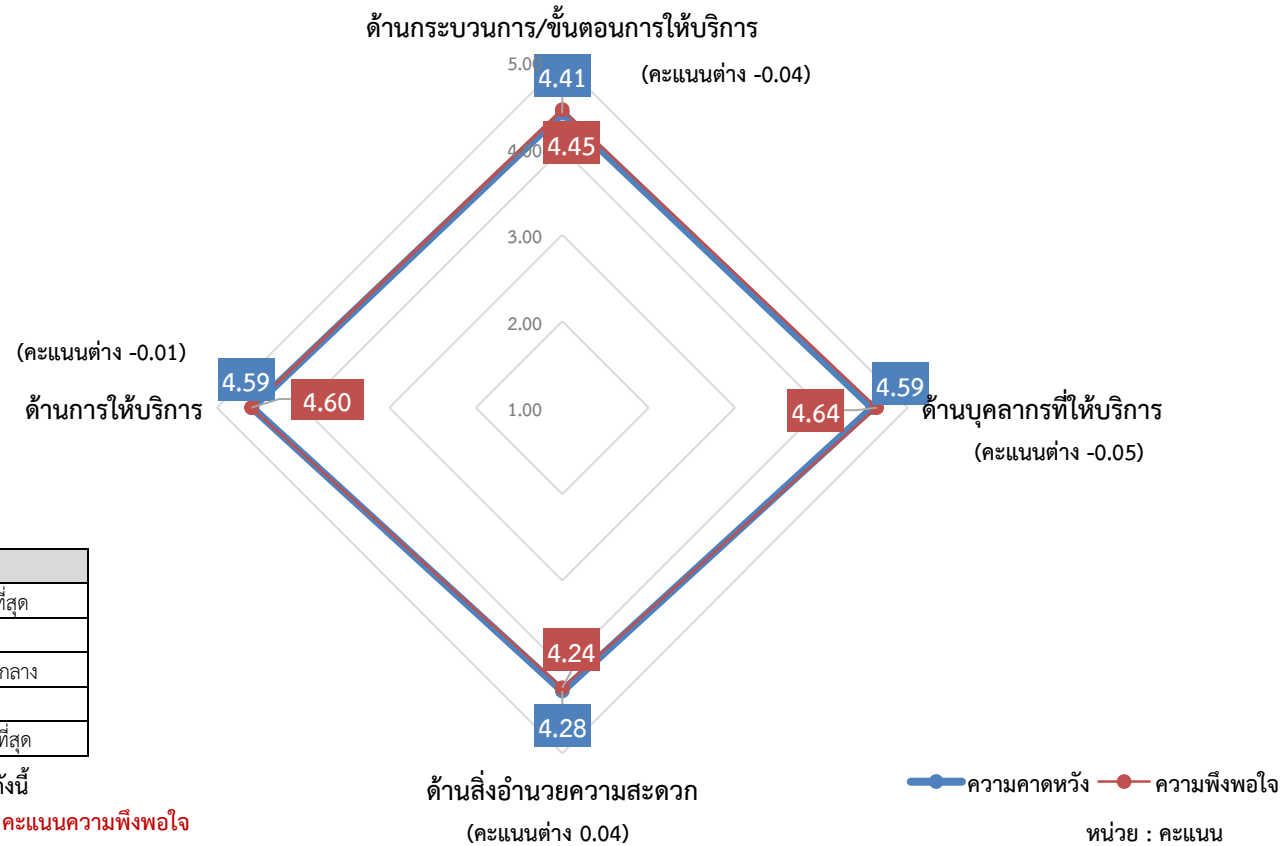 ด้านกระบวนการ/ขั้นตอนการให้บริการ
(คะแนนต่าง -0.04)
5.00
4.41
4.00
4.45
3.00
2.00
1.00
(คะแนนต่าง -0.01)
ด้านการให้บริการ
4.59
4.60
4.64
4.59
ด้านบุคลากรที่ให้บริการ
(คะแนนต่าง -0.05)
4.24
4.28
ด้านสิ่งอำนวยความสะดวก
(คะแนนต่าง 0.04)
ที่สุด
กลาง
ที่สุด
ดังนี้
คะแนนความพึงพอใจ
ความคาดหวัง ความพึงพอใจ
หน่วย : คะแนน